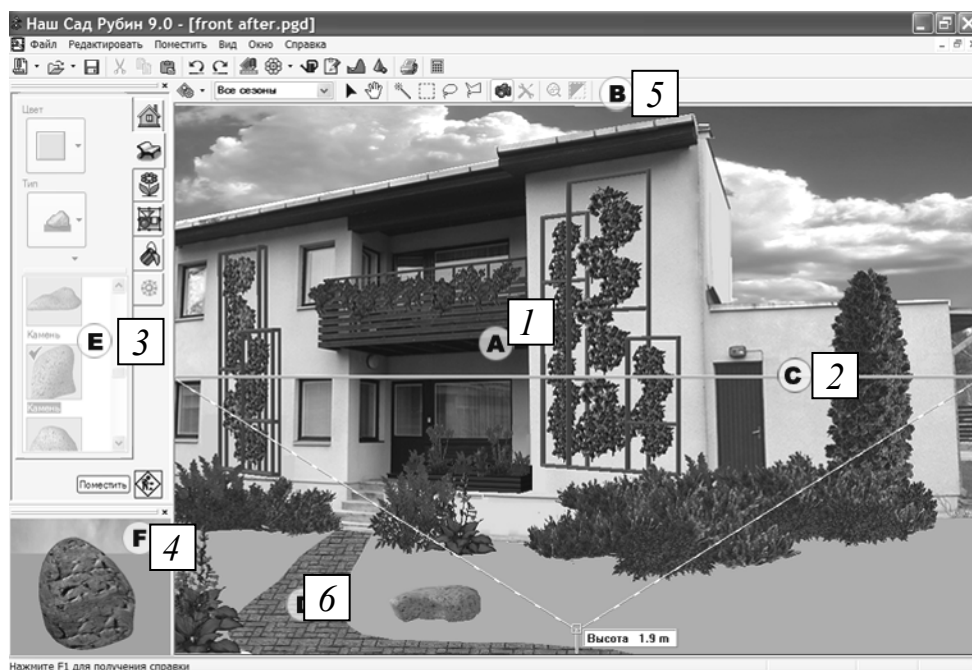 Наш Сад Рубин 9.0 - [front after.pgd]
Файл Редактировать Поместить Вид Окно Справка
Все сезоны
B 5
Цвет
Тип
A 1
E 3
Камень
C 2
Камень
Поместить
F 4
6
Высота 1.9 m
Нажмите F1 для получения справки